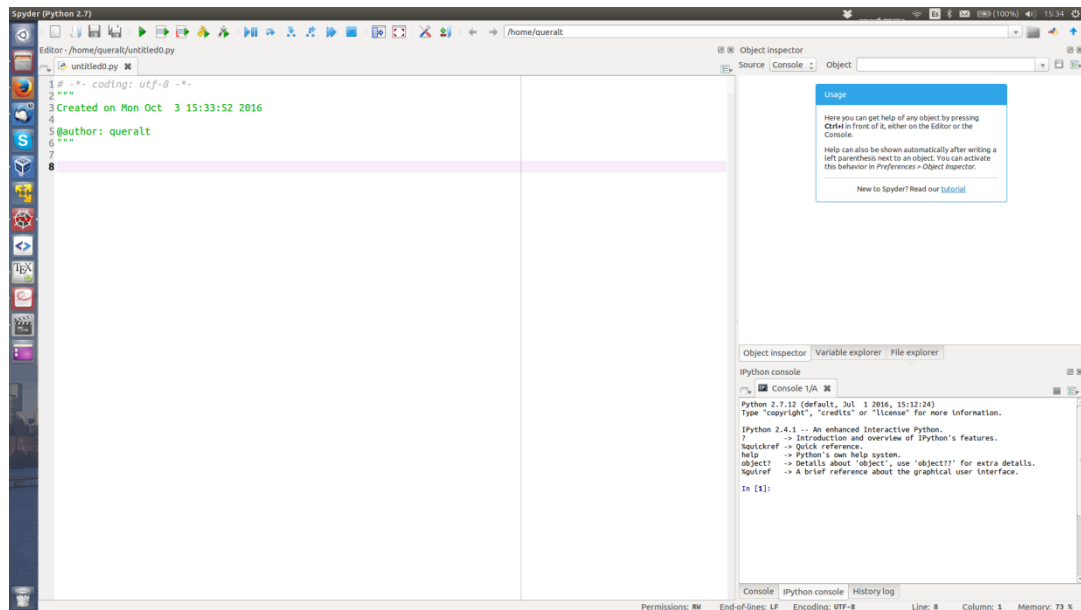 Spyder (Python 2.7)
Es (100%) 15:34
/home/queralt
Editor - /home/queralt/untitled0.py
untitled0.py
1 # -*- coding: utf-8 -*-
2 """
3 Created on Mon Oct  3 15:33:52 2016
4
5 @author: queralt
6 """
7
8
S
TEX
Object inspector
Source Console Object
Usage
Here you can get help of any object by pressing
Ctrl+I in front of it, either on the Editor or the
Console.
Help can also be shown automatically after writing a
left parenthesis next to an object. You can activate
this behavior in Preferences > Object Inspector.
New to Spyder? Read our tutorial
Object inspector Variable explorer File explorer
IPython console
Console 1/A
Python 2.7.12 (default, Jul  1 2016, 15:12:24)
Type "copyright", "credits" or "license" for more information.
IPython 2.4.1 -- An enhanced Interactive Python.
?         -> Introduction and overview of IPython's features.
%quickref -> Quick reference.
help      -> Python's own help system.
object?   -> Details about 'object', use 'object??' for extra details.
%guiref   -> A brief reference about the graphical user interface.
In [1]:
Console IPython console History log
Permissions: RW End-of-lines: LF Encoding: UTF-8 Line: 8 Column: 1 Memory: 73 %